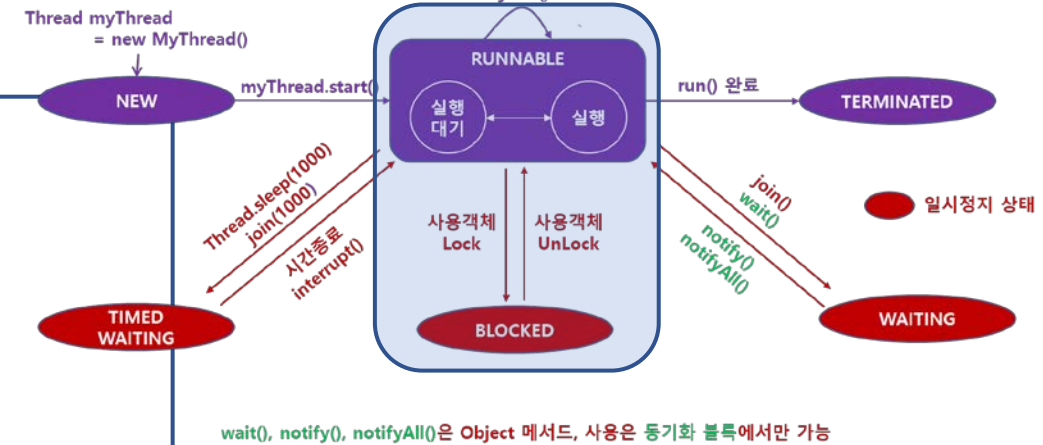 Thread myThread
= new MyThread()
NEW
myThread.start()
RUNNABLE
실행
대기
실행
run() 완료
TERMINATED
Thread.sleep(1000)
join(1000)
시간종료
interrupt()
사용객체
Lock
사용객체
UnLock
join()
wait()
notify()
notifyAll()
일시정지 상태
TIMED
WAITING
BLOCKED
WAITING
wait(), notify(), notifyAll()은 Object 메서드, 사용은 동기화 블록에서만 가능